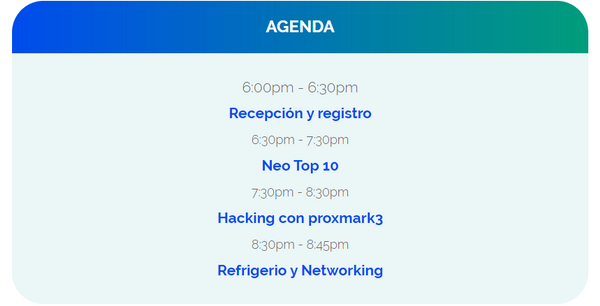 AGENDA
6:00pm - 6:30pm
Recepción y registro
6:30pm - 7:30pm
Neo Top 10
7:30pm - 8:30pm
Hacking con proxmark3
8:30pm - 8:45pm
Refrigerio y Networking